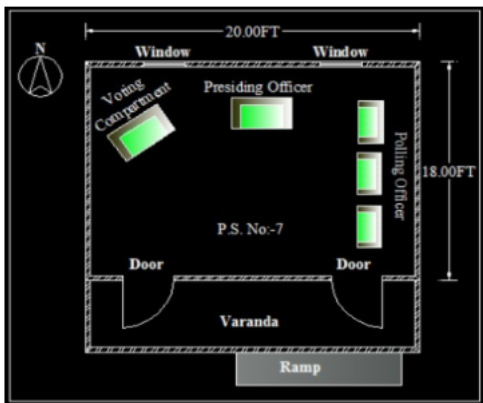 20.00FT
N
Window
Window
Voting
Compartment
Presiding Officer
Polling Officer
18.00FT
P.S. No:-7
Door
Door
Varanda
Ramp